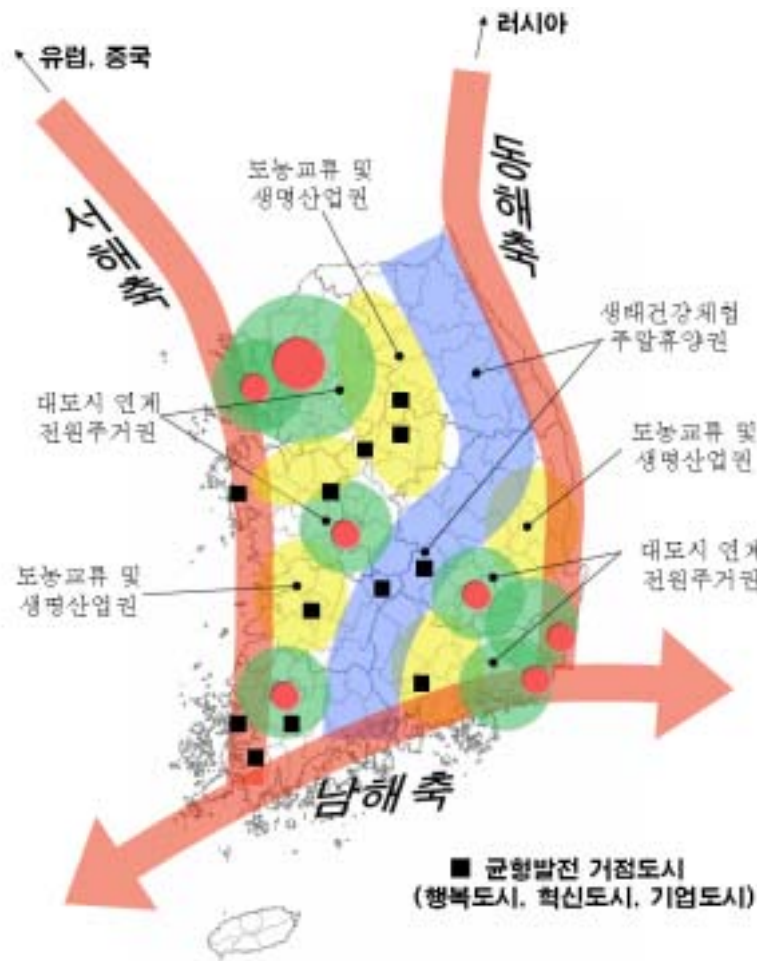 러시아
유럽, 중국
동해축
서해축
도농교류 및
생명산업권
생태건강체험
주말휴양권
대도시 연계
전원주거권
도농교류 및
생명산업권
대도시 연계
전원주거권
도농교류 및
생명산업권
남해축
■ 균형발전 거점도시
(행복도시, 혁신도시, 기업도시)